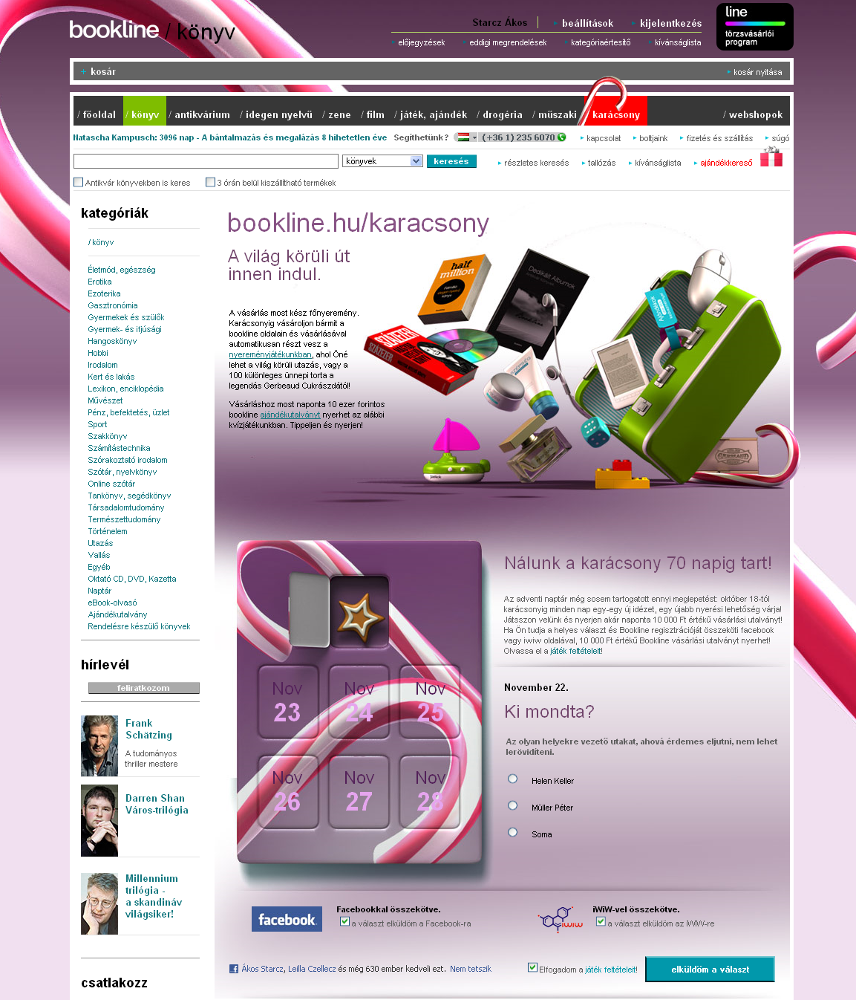 bookline / könyv
Starcz Ákos
beállítások
kijelentkezés
előjegyzések
eddigi megrendelések
kategóriaértesítő
kívánságlista
line
törzsvásárlói
program
+ kosár
kosár nyitása
/ főoldal
/ könyv
/ antikvárium
/ idegen nyelvű
/ zene
/ film
/ játék, ajándék
/ drogéria
/ műszaki
karácsony
/ webshopok
Natascha Kampusch: 3096 nap - A bántalmazás és megalázás 8 hihetetlen éve
Segíthetünk?
(+36 1) 235 6070
kapcsolat
boltjaink
fizetés és szállítás
súgó
könyvek
keresés
részletes keresés
tallózás
kívánságlista
ajándékkereső
Antikvár könyvekben is keres
3 órán belül kiszállítható termékek
kategóriák
/ könyv
Életmód, egészség
Erotika
Ezoterika
Gasztronómia
Gyermekek és szülők
Gyermek- és ifjúsági
Hangoskönyv
Hobbi
Irodalom
Kert és lakás
Lexikon, enciklopédia
Művészet
Pénz, befektetés, üzlet
Sport
Szakkönyv
Számítástechnika
Szórakoztató irodalom
Szótár, nyelvkönyv
Online szótár
Tankönyv, segédkönyv
Társadalomtudomány
Természettudomány
Történelem
Utazás
Vallás
Egyéb
Oktató CD, DVD, Kazetta
Naptár
eBook-olvasó
Ajándékutalvány
Rendelésre készülő könyvek
hírlevél
feliratkozom
Frank
Schätzing
A tudományos
thriller mestere
Darren Shan
Város-trilógia
Millennium
trilógia -
a skandináv
világsiker!
csatlakozz
bookline.hu/karacsony
A világ körüli út
innen indul.
A vásárlás most kész főnyeremény.
Karácsonyig vásároljon bármit a
bookline oldalain és vásárlásával
automatikusan részt vesz a
nyereményjátékunkban, ahol Öné
lehet a világ körüli utazás, vagy a
100 különleges ünnepi torta a
legendás Gerbeaud Cukrászdától!
Vásárláshoz most naponta 10 ezer forintos
bookline ajándékutalványt nyerhet az alábbi
kvízjátékunkban. Tippeljen és nyerjen!
half
million
Dedikált Albumok
SZÁZEZER
SZÁZEZER
GERBEAUD
Nov
23
Nov
24
Nov
25
Nov
26
Nov
27
Nov
28
Nálunk a karácsony 70 napig tart!
Az adventi naptár még sosem tartogatott ennyi meglepetést: október 18-tól
karácsonyig minden nap egy-egy új idézet, egy újabb nyerési lehetőség várja!
Játsszon velünk és nyerjen akár naponta 10 000 Ft értékű vásárlási utalványt!
Ha Ön tudja a helyes választ és Bookline regisztrációját összeköti facebook
vagy iwiw oldalával, 10 000 Ft értékű Bookline vásárlási utalványt nyerhet!
Olvassa el a játék feltételeit!
November 22.
Ki mondta?
Az olyan helyekre vezető utakat, ahová érdemes eljutni, nem lehet
lerövidíteni.
Helen Keller
Müller Péter
Soma
facebook
Facebookkal összekötve.
a választ elküldöm a Facebook-ra
iwiw
iWiW-vel összekötve.
a választ elküldöm az iWiW-re
Ákos Starcz, Leilla Czellecz és még 630 ember kedveli ezt. Nem tetszik
Elfogadom a játék feltételeit!
elküldöm a választ